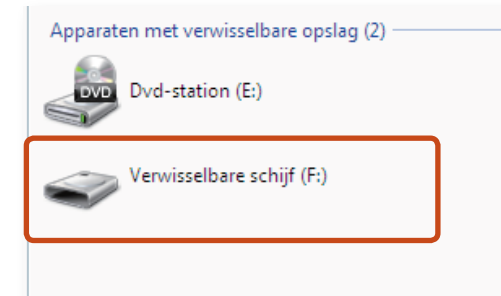 Apparaten met verwisselbare opslag (2)
DVD
Dvd-station (E:)
Verwisselbare schijf (F:)